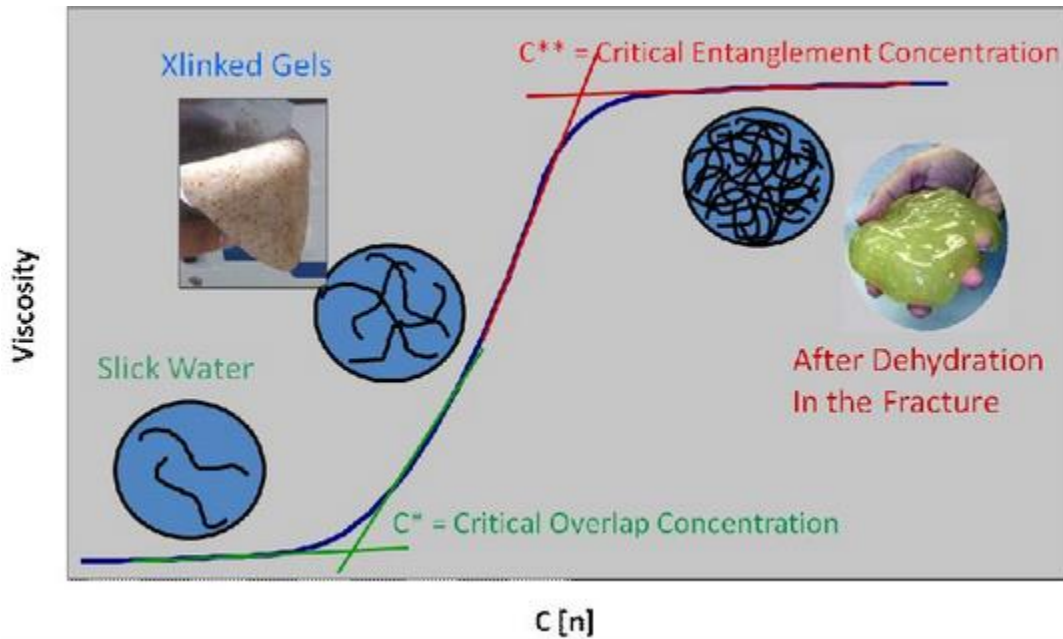 C** = Critical Entanglement Concentration
Xlinked Gels
Viscosity
Slick Water
After Dehydration
In the Fracture
C* = Critical Overlap Concentration
C [n]